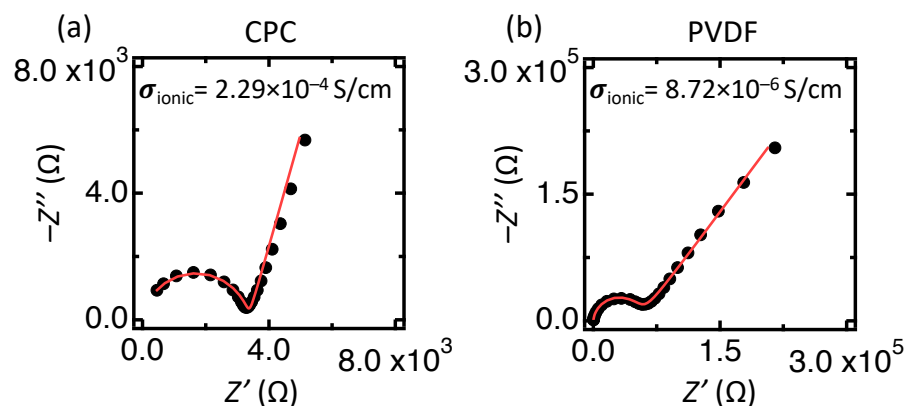 (a) CPC
8.0 x10³
σionic= 2.29×10⁻⁴ S/cm
4.0
0.0
−Z″ (Ω)
0.0 4.0 8.0 x10³
Z′ (Ω)
(b) PVDF
3.0 x10⁵
σionic= 8.72×10⁻⁶ S/cm
1.5
0.0
−Z″ (Ω)
0.0 1.5 3.0 x10⁵
Z′ (Ω)